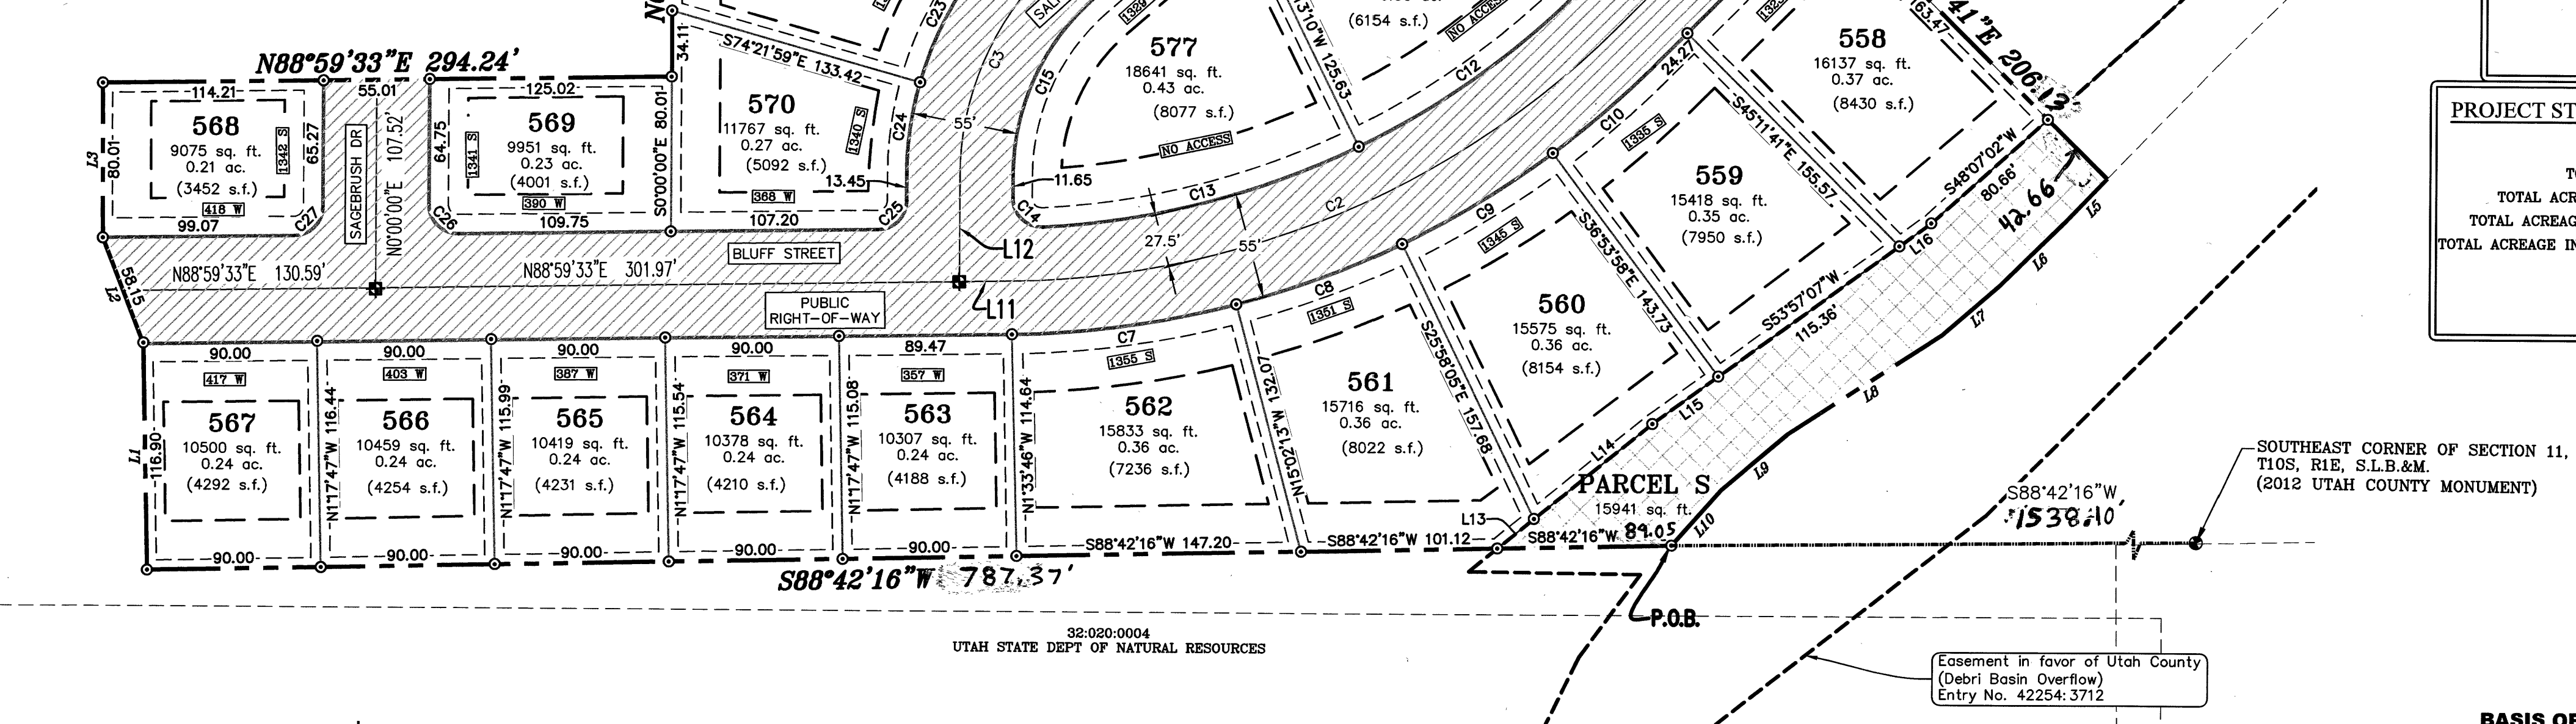 N88°59'33"E 294.24'
114.21
55.01
125.02
34.11
S74°21'59"E 133.42
C23
C3
C15
577
18641 sq. ft.
0.43 ac.
(8077 s.f.)
NO ACCESS
1329
(6154 s.f.)
NO ACCESS
3'10"W 125.63
C12
24.27
558
16137 sq. ft.
0.37 ac.
(8430 s.f.)
163.47
41"E 206.13'
PROJECT ST
TOTAL ACR
TOTAL ACREAG
TOTAL ACREAGE IN
L3
80.01
568
9075 sq. ft.
0.21 ac.
(3452 s.f.)
418 W
1342 S
65.27
99.07
C27
SAGEBRUSH DR
N0°00'00"E 107.52'
64.75
1341 S
569
9951 sq. ft.
0.23 ac.
(4001 s.f.)
390 W
109.75
C26
S0°00'00"E 80.01
570
11767 sq. ft.
0.27 ac.
(5092 s.f.)
368 W
1340 S
13.45
107.20
C25
C24
55'
11.65
C14
C13
C2
27.5'
55'
C9
C10
1335 S
S45°11'41"E 155.57
559
15418 sq. ft.
0.35 ac.
(7950 s.f.)
S48°07'02"W
80.66'
42.66
L16
L5
L6
L7
L8
L9
L10
L2
58.15
N88°59'33"E 130.59'
N88°59'33"E 301.97'
BLUFF STREET
PUBLIC
RIGHT-OF-WAY
L12
L11
C7
1355 S
C8
1351 S
1345 S
S36°53'58"E 143.73
560
15575 sq. ft.
0.36 ac.
(8154 s.f.)
S53°57'07"W
115.36'
L1
116.90
90.00
417 W
567
10500 sq. ft.
0.24 ac.
(4292 s.f.)
90.00
N1°17'47"W 116.44
90.00
403 W
566
10459 sq. ft.
0.24 ac.
(4254 s.f.)
90.00
N1°17'47"W 115.99
90.00
387 W
565
10419 sq. ft.
0.24 ac.
(4231 s.f.)
90.00
N1°17'47"W 115.54
90.00
371 W
564
10378 sq. ft.
0.24 ac.
(4210 s.f.)
90.00
N1°17'47"W 115.08
89.47
357 W
563
10307 sq. ft.
0.24 ac.
(4188 s.f.)
90.00
N1°33'46"W 114.64
562
15833 sq. ft.
0.36 ac.
(7236 s.f.)
S88°42'16"W 147.20
N15°02'13"W 132.07
561
15716 sq. ft.
0.36 ac.
(8022 s.f.)
S25°58'05"E 157.68
S88°42'16"W 101.12
L13
L14
L15
PARCEL S
15941 sq. ft.
S88°42'16"W 89.05
S88°42'16"W 787.37'
P.O.B.
S88°42'16"W
1538.10'
SOUTHEAST CORNER OF SECTION 11,
T10S, R1E, S.L.B.&M.
(2012 UTAH COUNTY MONUMENT)
32:020:0004
UTAH STATE DEPT OF NATURAL RESOURCES
Easement in favor of Utah County
(Debri Basin Overflow)
Entry No. 42254:3712
BASIS OF